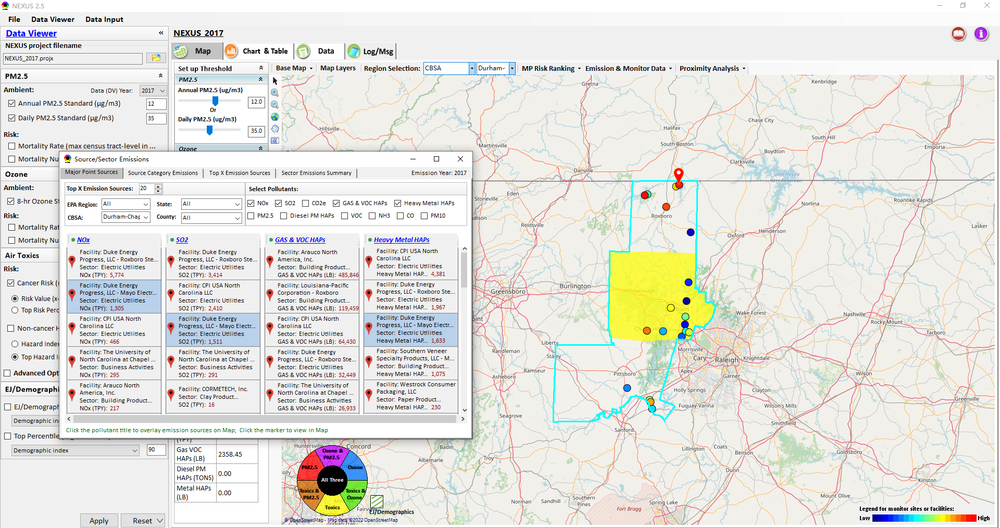 NEXUS 2.5
File Data Viewer Data Input
Data Viewer «
NEXUS project filename
NEXUS_2017.projx
PM2.5
Ambient: Data (DV) Year: 2017
Annual PM2.5 Standard (µg/m3) 12
Daily PM2.5 Standard (µg/m3) 35
Risk:
Mortality Rate (max census tract-level in ...
Mortality Nu
Ozone
Ambient:
8-hr Ozone St
Risk:
Mortality Rat
Mortality Nu
Air Toxics
Risk:
Cancer Risk (
Risk Value (x-
Top Risk Perc
Non-cancer H
Hazard Index
Top Hazard I
Advanced Opt
EJ/Demographi
EJ/Demograph
Demographic in
Top Percentile
Demographic index 90
Apply Reset
NEXUS_2017
Map Chart & Table Data Log/Msg
Set up Threshold
PM2.5
Annual PM2.5 (ug/m3)
12.0
Or
Daily PM2.5 (ug/m3)
35.0
Ozone
Base Map Map Layers Region Selection: CBSA Durham- MP Risk Ranking Emission & Monitor Data Proximity Analysis
Source/Sector Emissions
Major Point Sources Source Category Emissions Top X Emission Sources Sector Emissions Summary Emission Year: 2017
Top X Emission Sources: 20
EPA Region: All State: All
CBSA: Durham-Chap County: All
Select Pollutants:
NOx SO2 CO2e GAS & VOC HAPs Heavy Metal HAPs
PM2.5 Diesel PM HAPs VOC NH3 CO PM10
NOx
Facility: Duke Energy
Progress, LLC - Roxboro Ste...
Sector: Electric Utilities
NOx (TPY): 5,774
Facility: Duke Energy
Progress, LLC - Mayo Electr...
Sector: Electric Utilities
NOx (TPY): 1,305
Facility: CPI USA North
Carolina LLC
Sector: Electric Utilities
NOx (TPY): 466
Facility: The University of
North Carolina at Chapel ...
Sector: Business Activities
NOx (TPY): 295
Facility: Arauco North
America, Inc.
Sector: Building Product...
NOx (TPY): 217
SO2
Facility: Duke Energy
Progress, LLC - Roxboro Ste...
Sector: Electric Utilities
SO2 (TPY): 3,414
Facility: CPI USA North
Carolina LLC
Sector: Electric Utilities
SO2 (TPY): 2,410
Facility: Duke Energy
Progress, LLC - Mayo Electr...
Sector: Electric Utilities
SO2 (TPY): 1,511
Facility: The University of
North Carolina at Chapel ...
Sector: Business Activities
SO2 (TPY): 291
Facility: CORMETECH, Inc.
Sector: Clay Product...
SO2 (TPY): 16
GAS & VOC HAPs
Facility: Arauco North
America, Inc.
Sector: Building Product...
GAS & VOC HAPs (LB): 485,846
Facility: Louisiana-Pacific
Corporation - Roxboro
Sector: Building Product...
GAS & VOC HAPs (LB): 119,459
Facility: CPI USA North
Carolina LLC
Sector: Electric Utilities
GAS & VOC HAPs (LB): 64,430
Facility: Duke Energy
Progress, LLC - Roxboro Ste...
Sector: Electric Utilities
GAS & VOC HAPs (LB): 32,449
Facility: The University of
North Carolina at Chapel ...
Sector: Business Activities
GAS & VOC HAPs (LB): 26,933
Heavy Metal HAPs
Facility: CPI USA North
Carolina LLC
Sector: Electric Utilities
Heavy Metal HAP... 4,381
Facility: Duke Energy
Progress, LLC - Roxboro Ste...
Sector: Electric Utilities
Heavy Metal HAP... 1,967
Facility: Duke Energy
Progress, LLC - Mayo Electr...
Sector: Electric Utilities
Heavy Metal HAP... 1,633
Facility: Southern Veneer
Specialty Products, LLC - M...
Sector: Building Product...
Heavy Metal HAP... 1,075
Facility: Westrock Consumer
Packaging, LLC
Sector: Paper Product...
Heavy Metal HAP... 230
Click the pollutant title to overlay emission sources on Map; Click the marker to view in Map
(TPY)
Gas VOC
HAPs (LB) 2358.45
Diesel PM
HAPs (TONS) 0.00
Metal HAPs
(LB) 0.00
Gretna
Kenbridge
Chase City
Hillsville
Halifax
South Hill
South Boston
Martinsville
Emporia
Boydton
Clarksville
Danville
John Hosea
Kerr Reservoir
Eden
Stoneville
Roanoke Rapids
Norlina
Roxboro
Reidsville
Lasker
Henderson
Oxford
Burlington
Greensboro
Hillsborough
Wake Forest
Nashville
Rocky Mount
Tarboro
Liberty
Staley
Randleman
Morrisville
Cary
Raleigh
Knightdale
Ramseur
Asheboro
Pittsboro
Apex
Garner
Wilson
Holly Springs
Clayton
Greenville
Fuquay-Varina
Wilson's Mills
Seagrove
Smithfield
Sanford
Huntersville
Concord
Badin
Lillington
Coats
Benson
Goldsboro
Troy
Albemarle
Dunn
Kinston
Norman
Sandhill
Southern
Pines
Spring Lake
Mount Olive
Fort Bragg
Fairview
Indian Trail
Ozone &
PM2.5
PM2.5
Ozone
All Three
Toxics &
PM2.5
Toxics &
Ozone
Toxics
EJ/Demographics
© OpenStreetMap - Map data ©2022 OpenStreetMap
Legend for monitor sites or facilities:
Low High